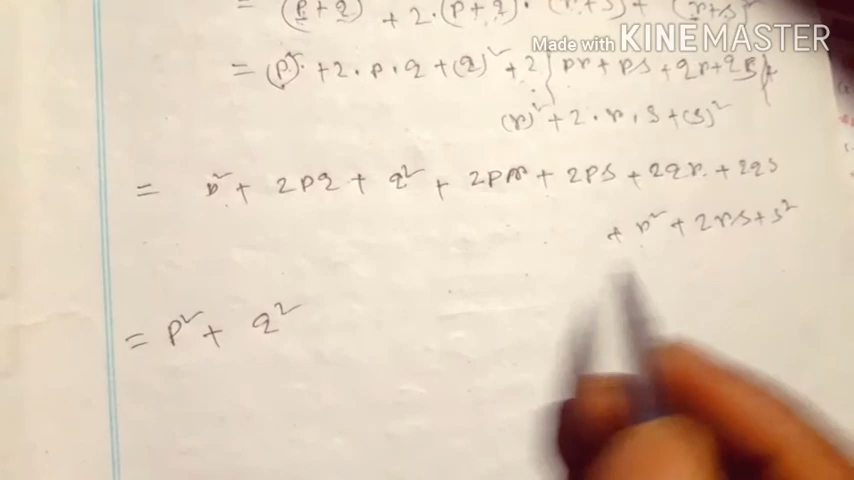 = (p+q) + 2·(p+q)· (r+s)+ (r+s)²
Made with KINEMASTER
= (p)²+2·p·q+(q)²+2{pr+ps+qr+qs}+
(r)²+2·r·s+(s)²
= p²+ 2pq + q² + 2pr + 2ps + 2qr + 2qs
+ r² + 2rs + s²
= p² + q²